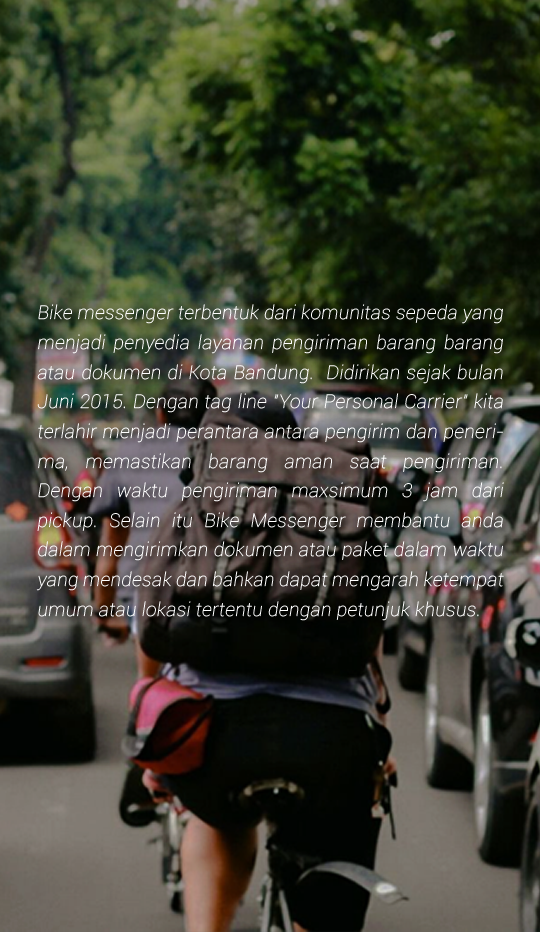 Bike messenger terbentuk dari komunitas sepeda yang
menjadi penyedia layanan pengiriman barang barang
atau dokumen di Kota Bandung. Didirikan sejak bulan
Juni 2015. Dengan tag line "Your Personal Carrier" kita
terlahir menjadi perantara antara pengirim dan peneri-
ma, memastikan barang aman saat pengiriman.
Dengan waktu pengiriman maxsimum 3 jam dari
pickup. Selain itu Bike Messenger membantu anda
dalam mengirimkan dokumen atau paket dalam waktu
yang mendesak dan bahkan dapat mengarah ketempat
umum atau lokasi tertentu dengan petunjuk khusus.